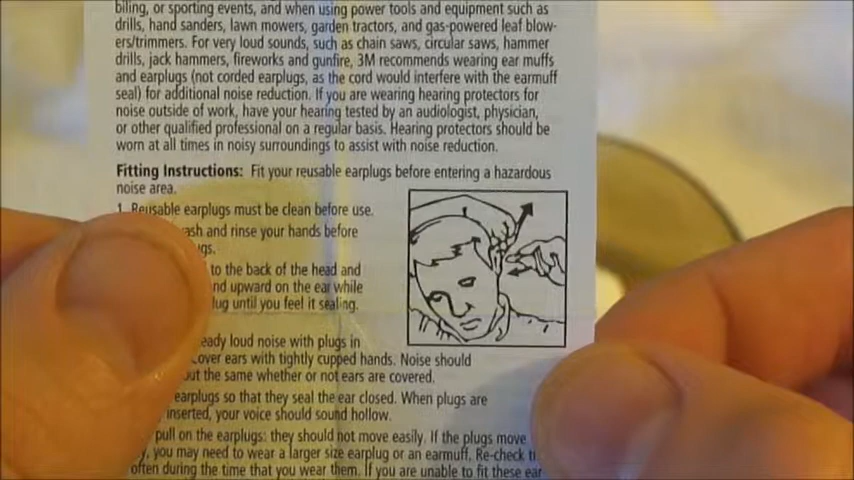 biling, or sporting events, and when using power tools and equipment such as
drills, hand sanders, lawn mowers, garden tractors, and gas-powered leaf blow-
ers/trimmers. For very loud sounds, such as chain saws, circular saws, hammer
drills, jack hammers, fireworks and gunfire, 3M recommends wearing ear muffs
and earplugs (not corded earplugs, as the cord would interfere with the earmuff
seal) for additional noise reduction. If you are wearing hearing protectors for
noise outside of work, have your hearing tested by an audiologist, physician,
or other qualified professional on a regular basis. Hearing protectors should be
worn at all times in noisy surroundings to assist with noise reduction.
Fitting Instructions: Fit your reusable earplugs before entering a hazardous
noise area.
1. Reusable earplugs must be clean before use.
ash and rinse your hands before
gs.
to the back of the head and
nd upward on the ear while
lug until you feel it sealing.
eady loud noise with plugs in
cover ears with tightly cupped hands. Noise should
out the same whether or not ears are covered.
earplugs so that they seal the ear closed. When plugs are
inserted, your voice should sound hollow.
pull on the earplugs: they should not move easily. If the plugs move
y, you may need to wear a larger size earplug or an earmuff. Re-check
often during the time that you wear them. If you are unable to fit these ear